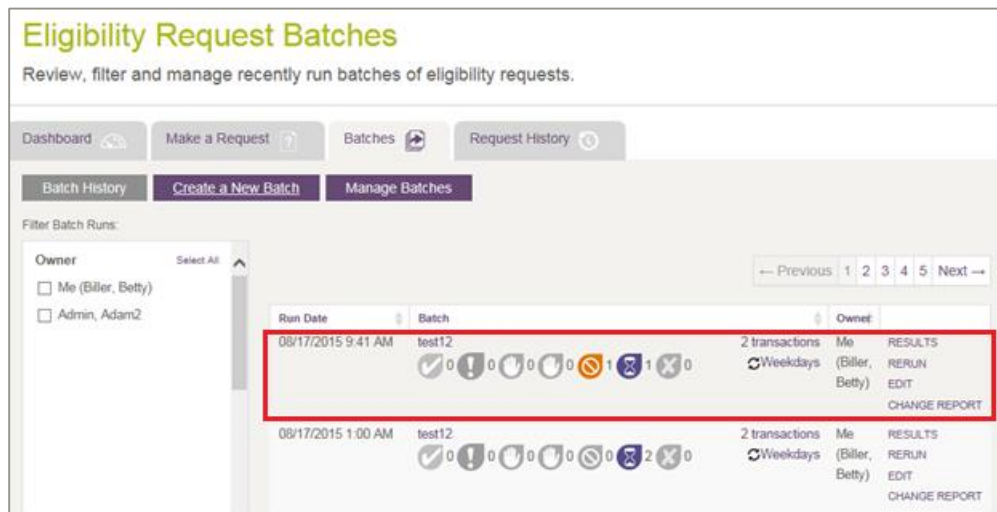 Eligibility Request Batches
Review, filter and manage recently run batches of eligibility requests.
Dashboard Make a Request ? Batches Request History
Batch History Create a New Batch Manage Batches
Filter Batch Runs:
Owner Select All
Me (Biller, Betty)
Admin, Adam2
← Previous 1 2 3 4 5 Next →
Run Date Batch Owner
08/17/2015 9:41 AM test12 2 transactions Me RESULTS
0 0 0 0 1 1 0 Weekdays (Biller, RERUN
Betty) EDIT
CHANGE REPORT
08/17/2015 1:00 AM test12 2 transactions Me RESULTS
0 0 0 0 0 2 0 Weekdays (Biller, RERUN
Betty) EDIT
CHANGE REPORT